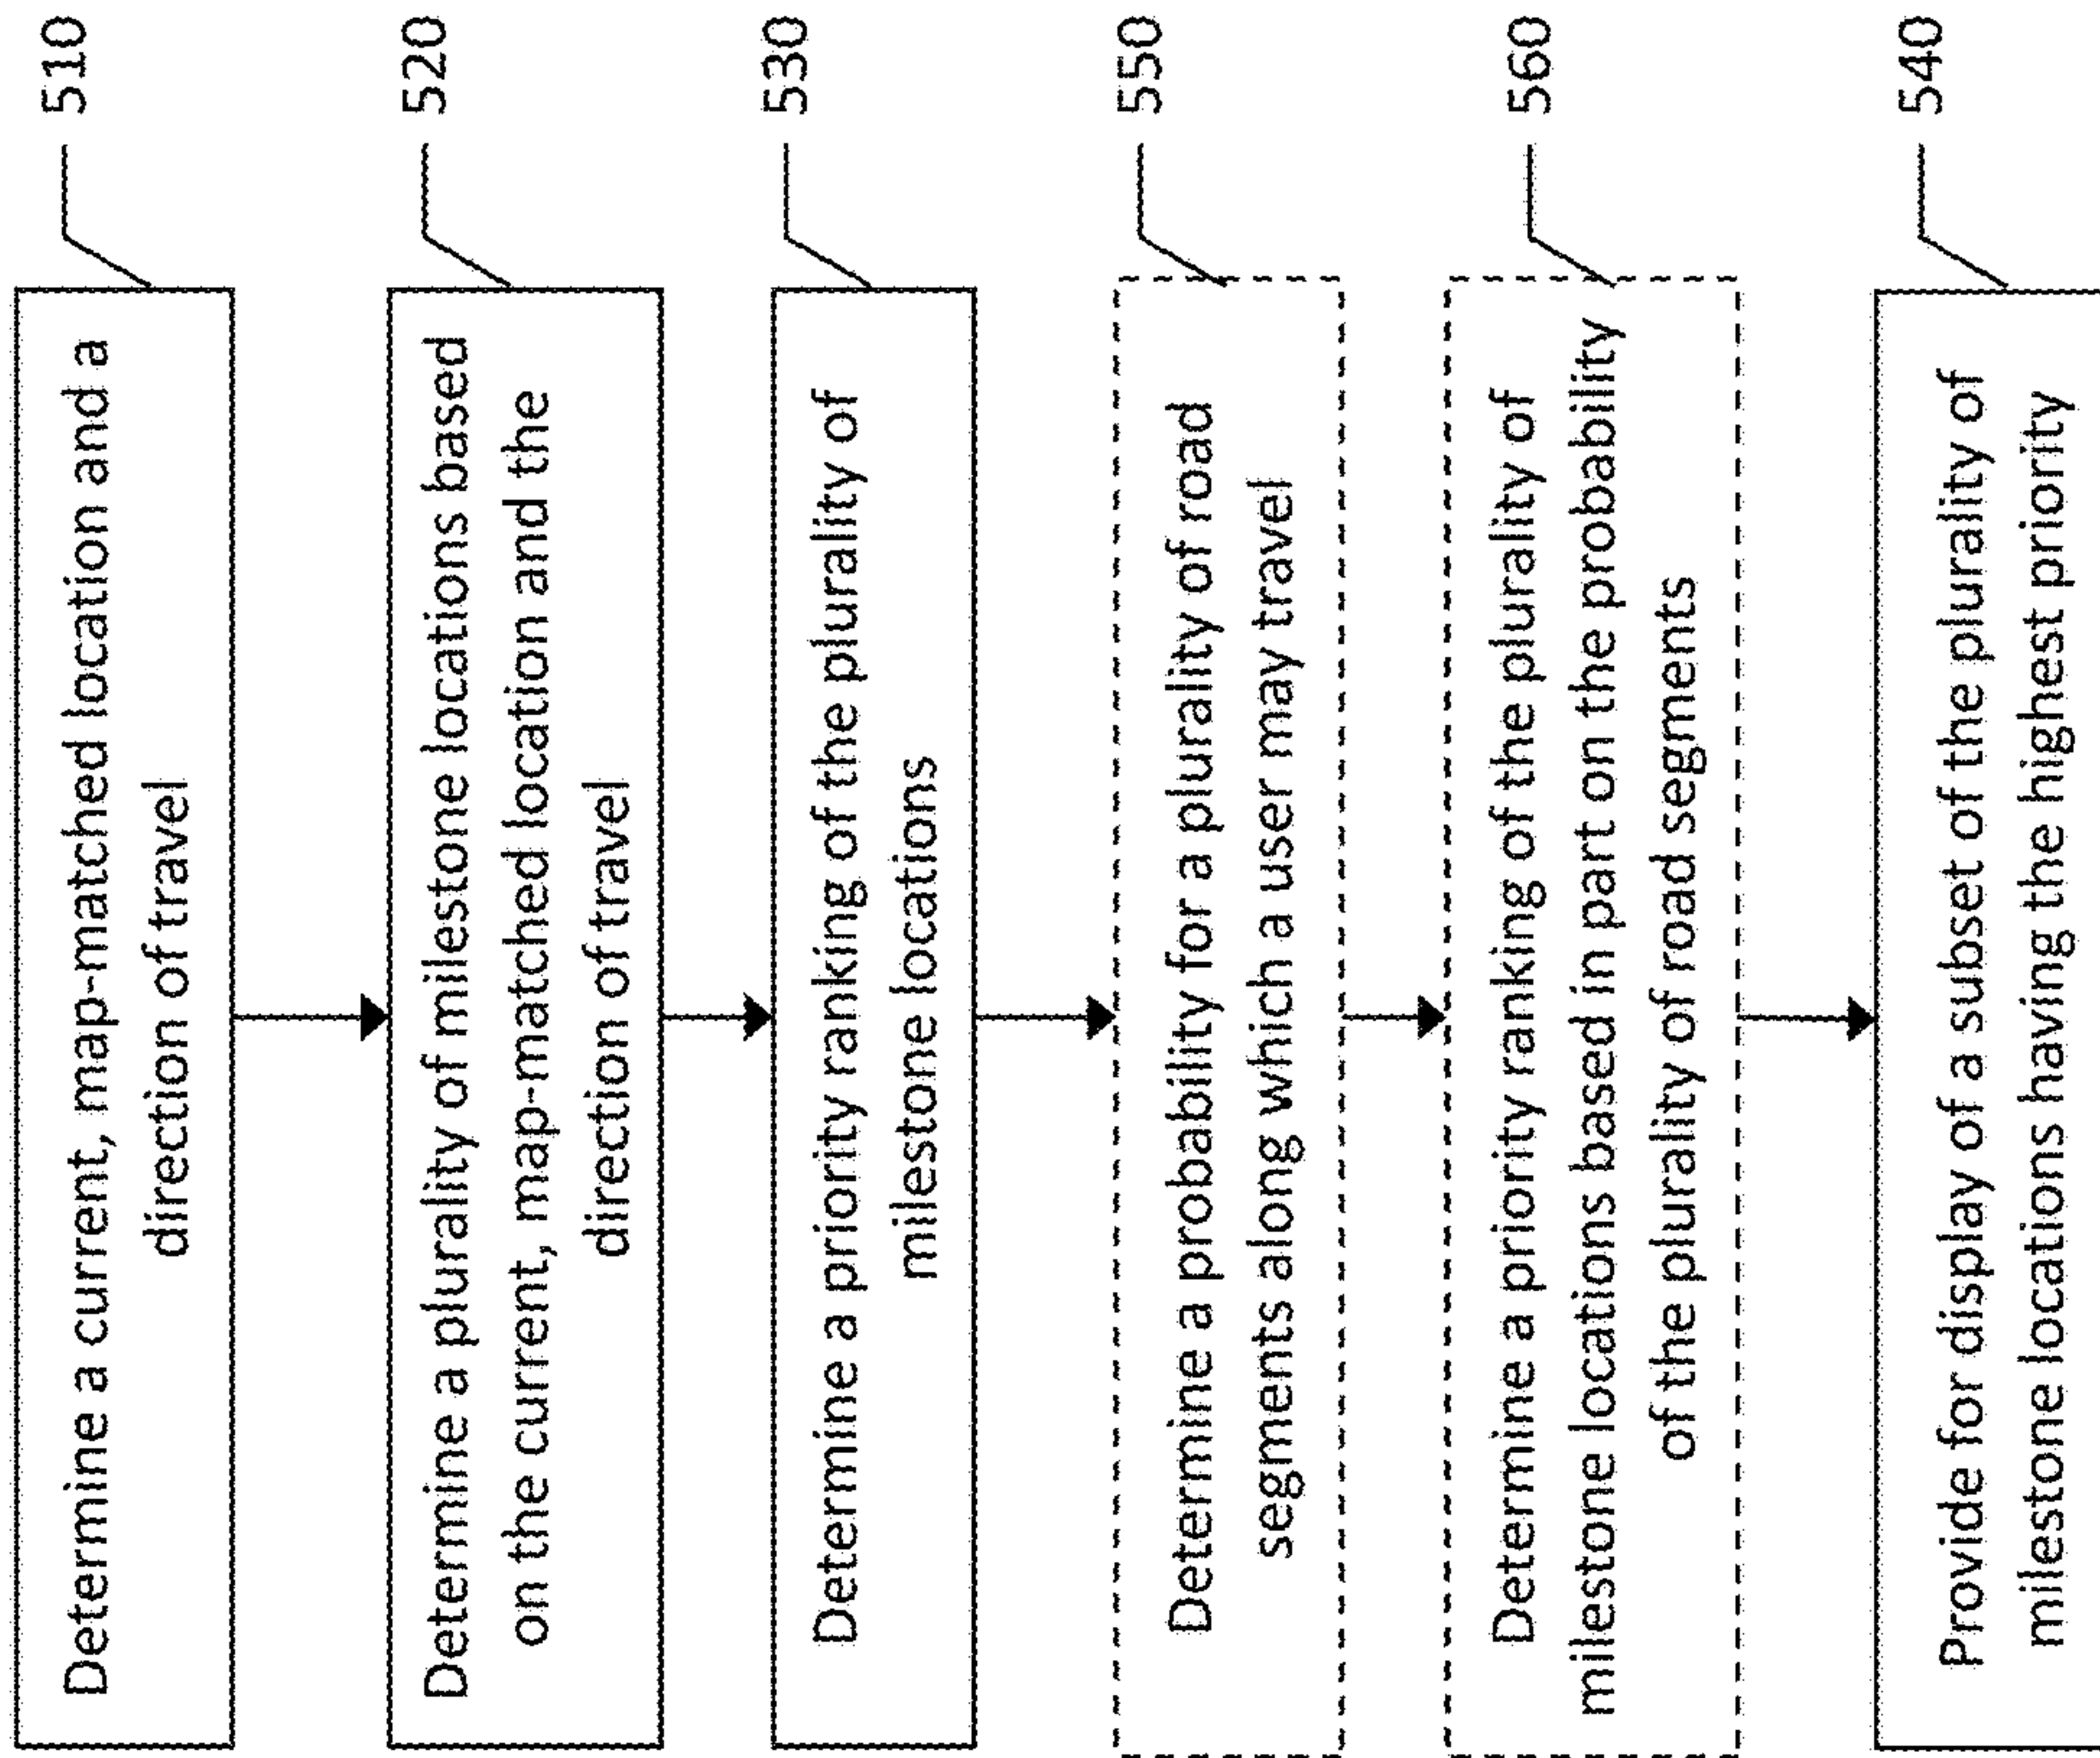 Determine a current, map-matched location and a
direction of travel
510
Determine a plurality of milestone locations based
on the current, map-matched location and the
direction of travel
520
Determine a priority ranking of the plurality of
milestone locations
530
Determine a probability for a plurality of road
segments along which a user may travel
550
Determine a priority ranking of the plurality of
milestone locations based in part on the probability
of the plurality of road segments
560
Provide for display of a subset of the plurality of
milestone locations having the highest priority
540